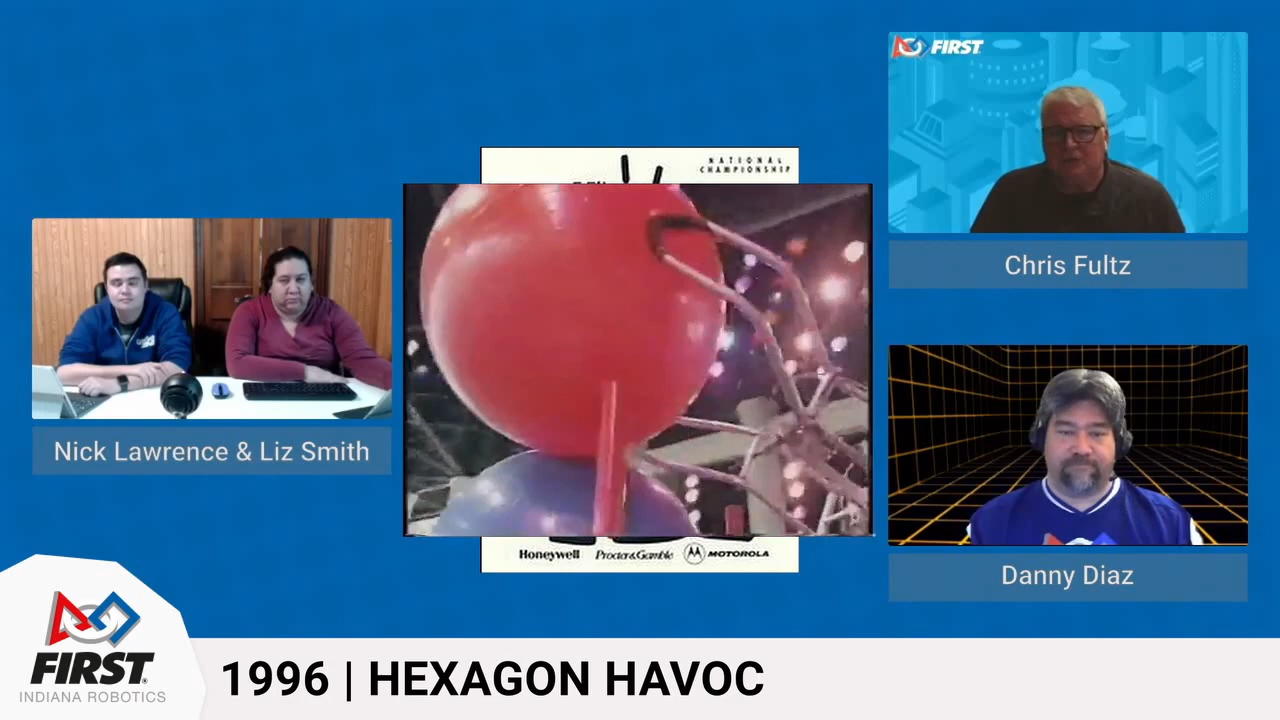 FIRST
NATIONAL
CHAMPIONSHIP
Chris Fultz
Nick Lawrence & Liz Smith
Honeywell
Procter&Gamble
MOTOROLA
Danny Diaz
FIRST
INDIANA ROBOTICS
1996 | HEXAGON HAVOC